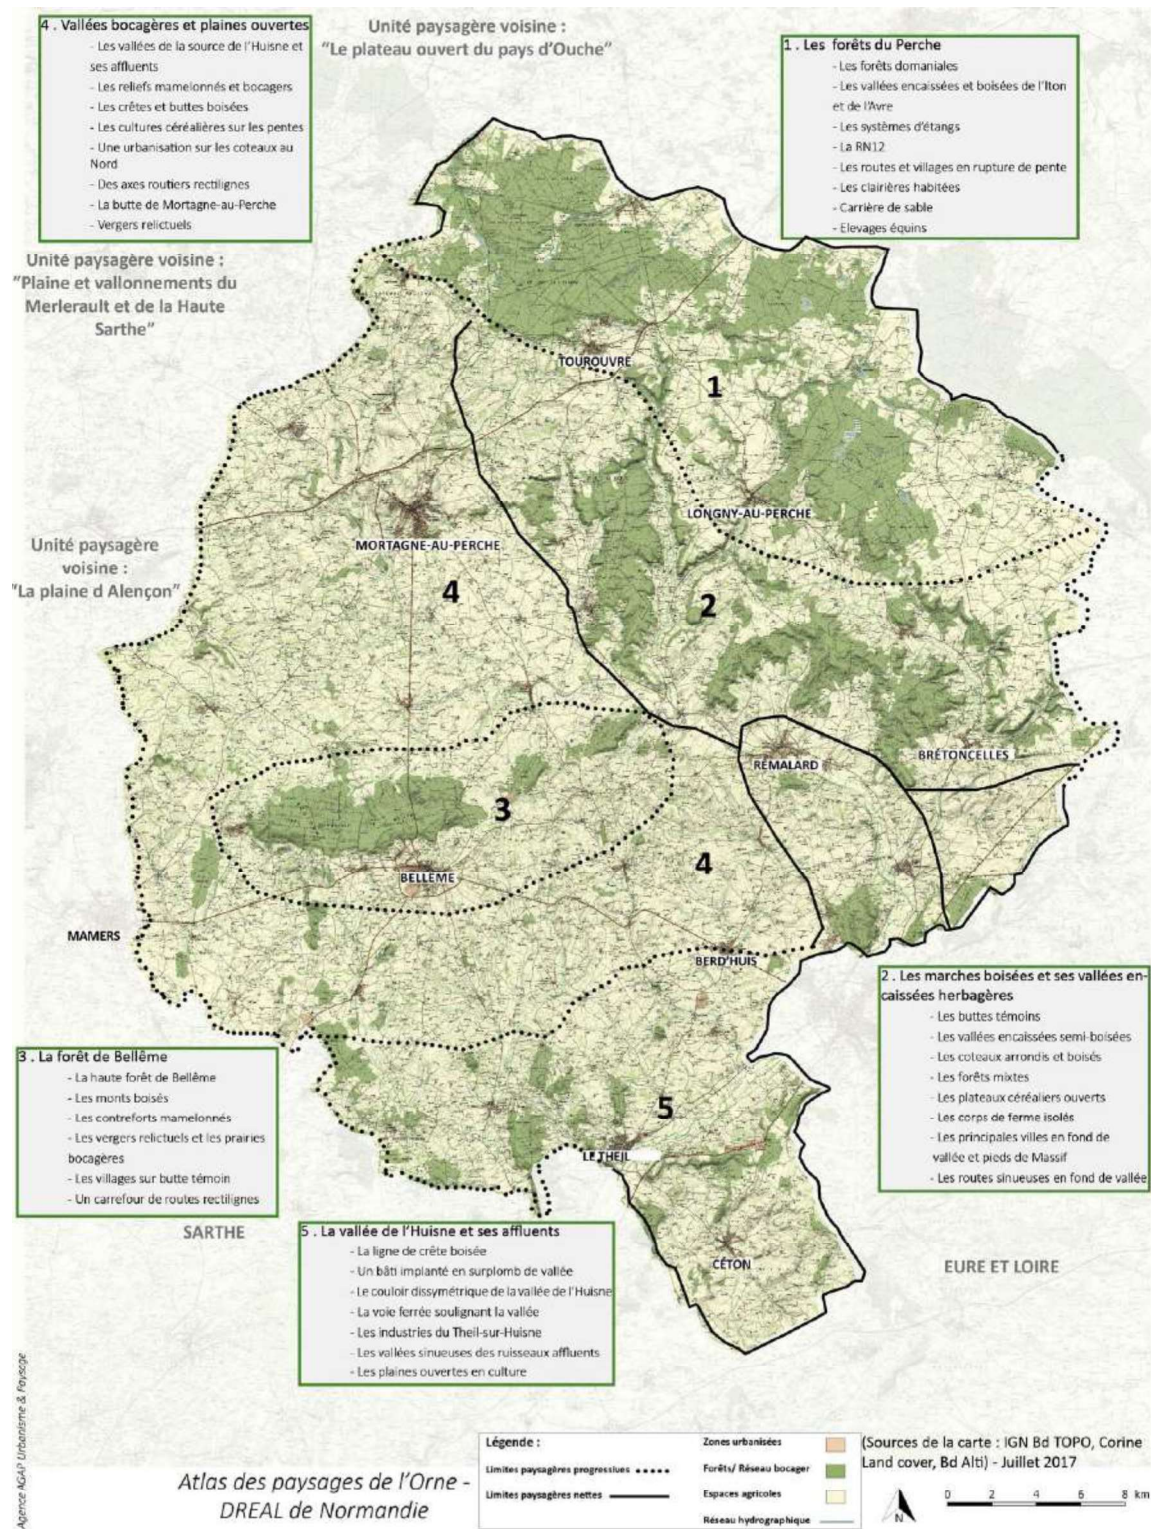 4 . Vallées bocagères et plaines ouvertes
- Les vallées de la source de l'Huisne et
ses affluents
- Les reliefs mamelonnés et bocagers
- Les crêtes et buttes boisées
- Les cultures céréalières sur les pentes
- Une urbanisation sur les coteaux au
Nord
- Des axes routiers rectilignes
- La butte de Mortagne-au-Perche
- Vergers relictuels
Unité paysagère voisine :
"Le plateau ouvert du pays d'Ouche"
1 . Les forêts du Perche
- Les forêts domaniales
- Les vallées encaissées et boisées de l'Iton
et de l'Avre
- Les systèmes d'étangs
- La RN12
- Les routes et villages en rupture de pente
- Les clairières habitées
- Carrière de sable
- Elevages équins
Unité paysagère voisine :
"Plaine et vallonnements du
Merlerault et de la Haute
Sarthe"
TOUROUVRE
1
LONGNY-AU-PERCHE
MORTAGNE-AU-PERCHE
Unité paysagère
voisine :
"La plaine d Alençon"
4
2
RÉMALARD
BRÉTONCELLES
3
4
BELLÊME
MAMERS
BERD'HUIS
2 . Les marches boisées et ses vallées en-
caissées herbagères
- Les buttes témoins
- Les vallées encaissées semi-boisées
- Les coteaux arrondis et boisés
- Les forêts mixtes
- Les plateaux céréaliers ouverts
- Les corps de ferme isolés
- Les principales villes en fond de
vallée et pieds de Massif
- Les routes sinueuses en fond de vallée
3 . La forêt de Bellême
- La haute forêt de Bellême
- Les monts boisés
- Les contreforts mamelonnés
- Les vergers relictuels et les prairies
bocagères
- Les villages sur butte témoin
- Un carrefour de routes rectilignes
5
LE THEIL
SARTHE
5 . La vallée de l'Huisne et ses affluents
- La ligne de crête boisée
- Un bâti implanté en surplomb de vallée
- Le couloir dissymétrique de la vallée de l'Huisne
- La voie ferrée soulignant la vallée
- Les industries du Theil-sur-Huisne
- Les vallées sinueuses des ruisseaux affluents
- Les plaines ouvertes en culture
CÉTON
EURE ET LOIRE
Agence AGAP Urbanisme & Paysage
Atlas des paysages de l'Orne -
DREAL de Normandie
Légende :
Limites paysagères progressives
Limites paysagères nettes
Zones urbanisées
Forêts/ Réseau bocager
Espaces agricoles
Réseau hydrographique
(Sources de la carte : IGN Bd TOPO, Corine
Land cover, Bd Alti) - Juillet 2017
N
0 2 4 6 8 km